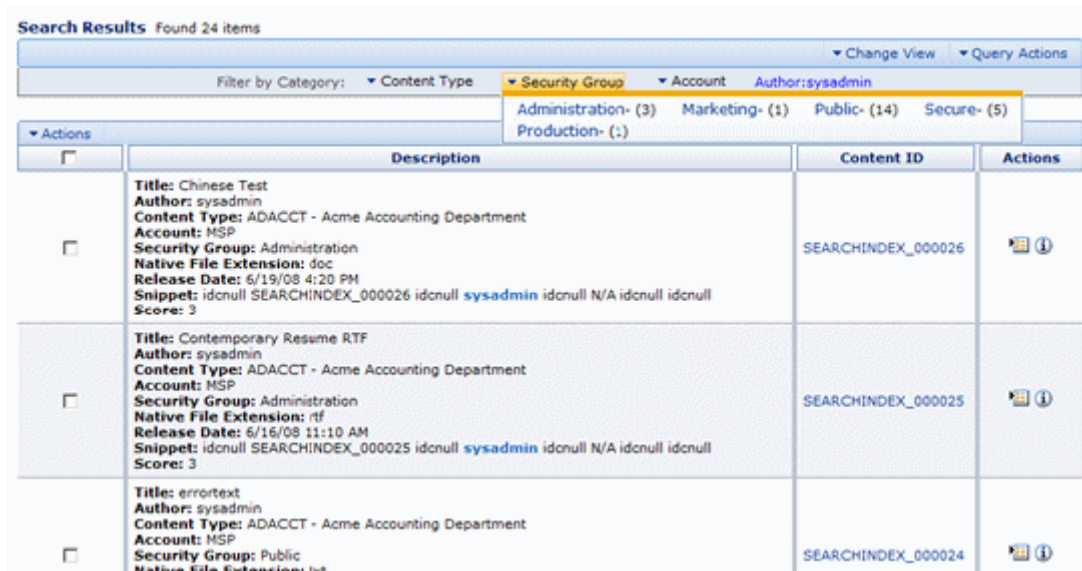 Search Results Found 24 items
Change View Query Actions
Filter by Category: Content Type Security Group Account Author:sysadmin
Administration- (3) Marketing- (1) Public- (14) Secure- (5)
Production- (1)
Actions
Description Content ID Actions
Title: Chinese Test
Author: sysadmin
Content Type: ADACCT - Acme Accounting Department
Account: MSP
Security Group: Administration
Native File Extension: doc
Release Date: 6/19/08 4:20 PM
Snippet: idcnull SEARCHINDEX_000026 idcnull sysadmin idcnull N/A idcnull idcnull
Score: 3
SEARCHINDEX_000026
Title: Contemporary Resume RTF
Author: sysadmin
Content Type: ADACCT - Acme Accounting Department
Account: MSP
Security Group: Administration
Native File Extension: rtf
Release Date: 6/16/08 11:10 AM
Snippet: idcnull SEARCHINDEX_000025 idcnull sysadmin idcnull N/A idcnull idcnull
Score: 3
SEARCHINDEX_000025
Title: errortext
Author: sysadmin
Content Type: ADACCT - Acme Accounting Department
Account: MSP
Security Group: Public
Native File Extension: txt
SEARCHINDEX_000024